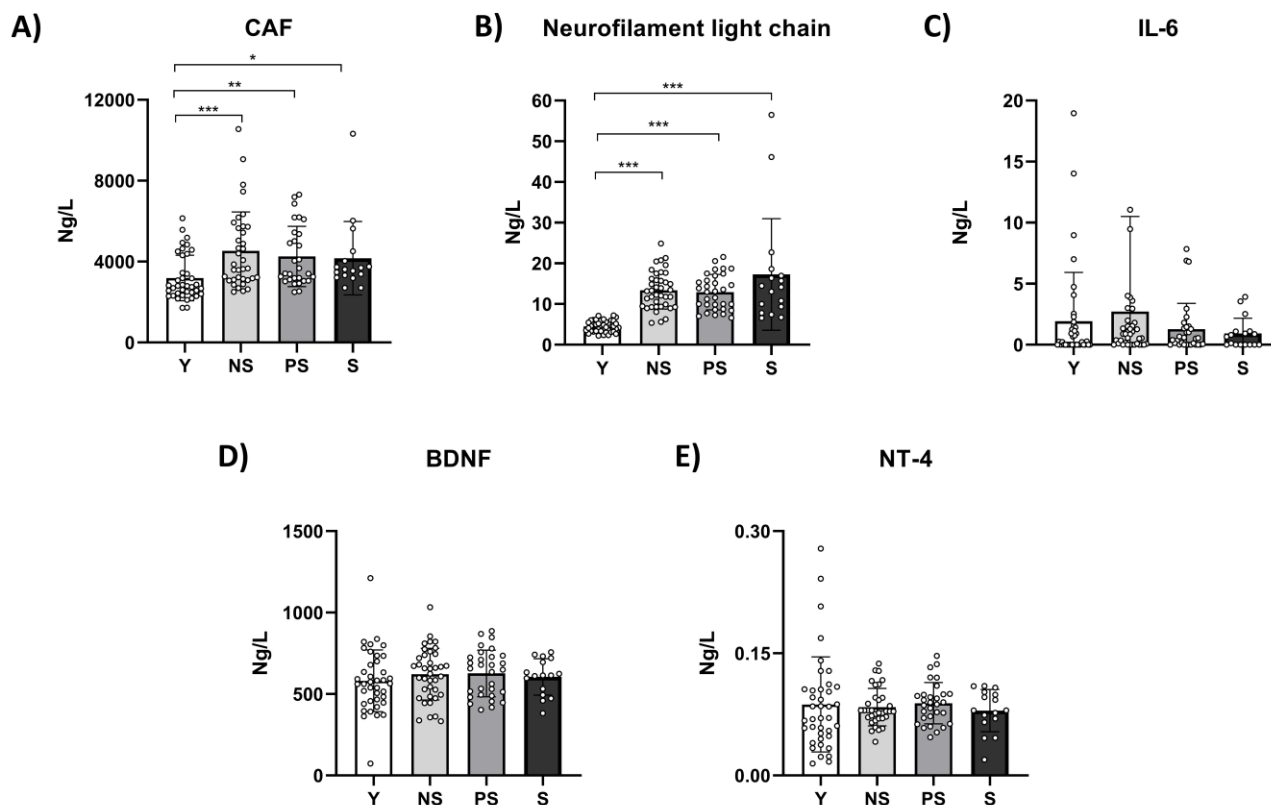 A) CAF
*
**
***
12000
8000
4000
0
Ng/L
Y NS PS S
B) Neurofilament light chain
***
***
***
60
50
40
30
20
10
0
Ng/L
Y NS PS S
C) IL-6
20
15
10
5
0
Ng/L
Y NS PS S
D) BDNF
1500
1000
500
0
Ng/L
Y NS PS S
E) NT-4
0.30
0.15
0.00
Ng/L
Y NS PS S